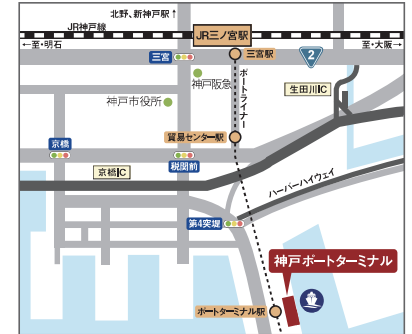 北野、新神戸駅↑
JR神戸線
JR三ノ宮駅
←至・明石
至・大阪→
三宮
三宮駅
2
神戸阪急
ポートライナー
生田川IC
神戸市役所
貿易センター駅
京橋
税関前
京橋IC
ハーバーハイウェイ
第4突堤
神戸ポートターミナル
ポートターミナル駅